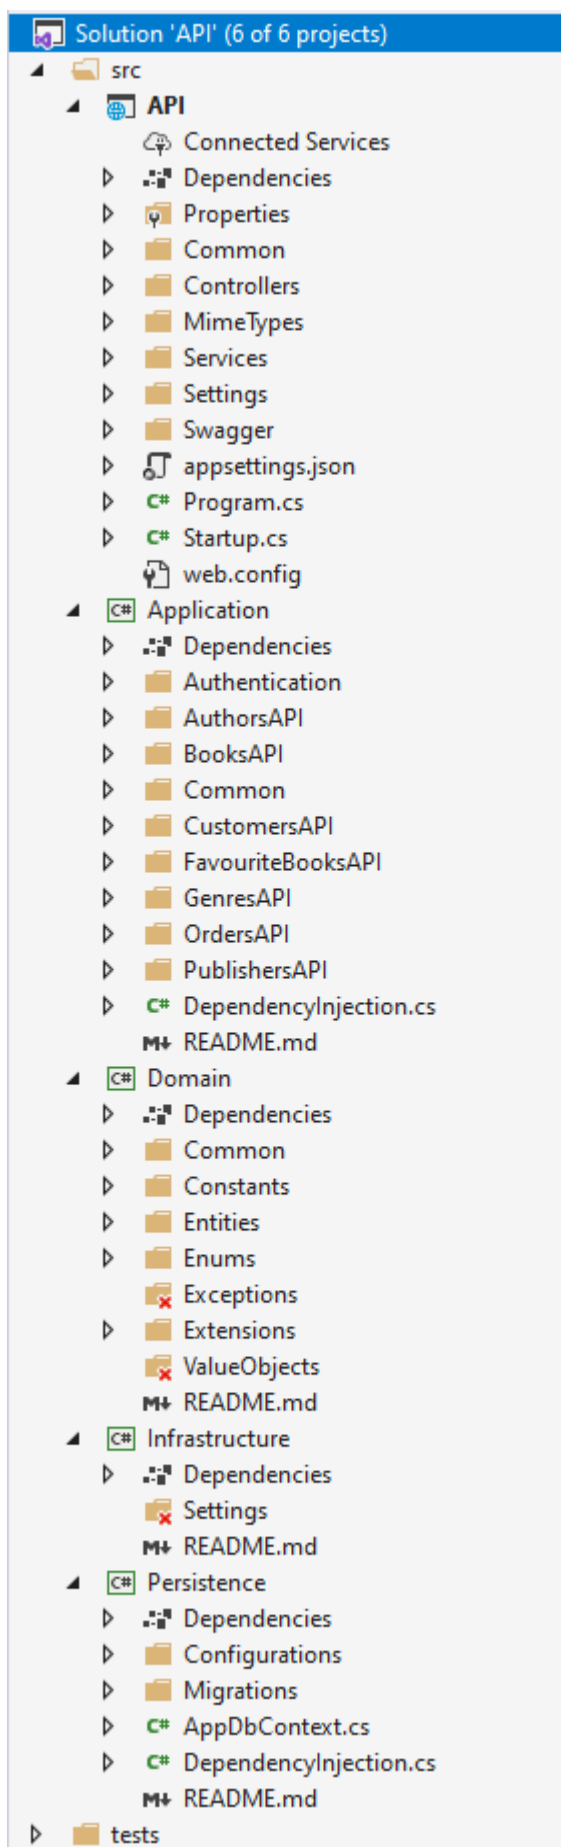 Solution 'API' (6 of 6 projects)
src
API
Connected Services
Dependencies
Properties
Common
Controllers
MimeTypes
Services
Settings
Swagger
appsettings.json
C# Program.cs
C# Startup.cs
web.config
C# Application
Dependencies
Authentication
AuthorsAPI
BooksAPI
Common
CustomersAPI
FavouriteBooksAPI
GenresAPI
OrdersAPI
PublishersAPI
C# DependencyInjection.cs
M README.md
C# Domain
Dependencies
Common
Constants
Entities
Enums
Exceptions
Extensions
ValueObjects
M README.md
C# Infrastructure
Dependencies
Settings
M README.md
C# Persistence
Dependencies
Configurations
Migrations
C# AppDbContext.cs
C# DependencyInjection.cs
M README.md
tests